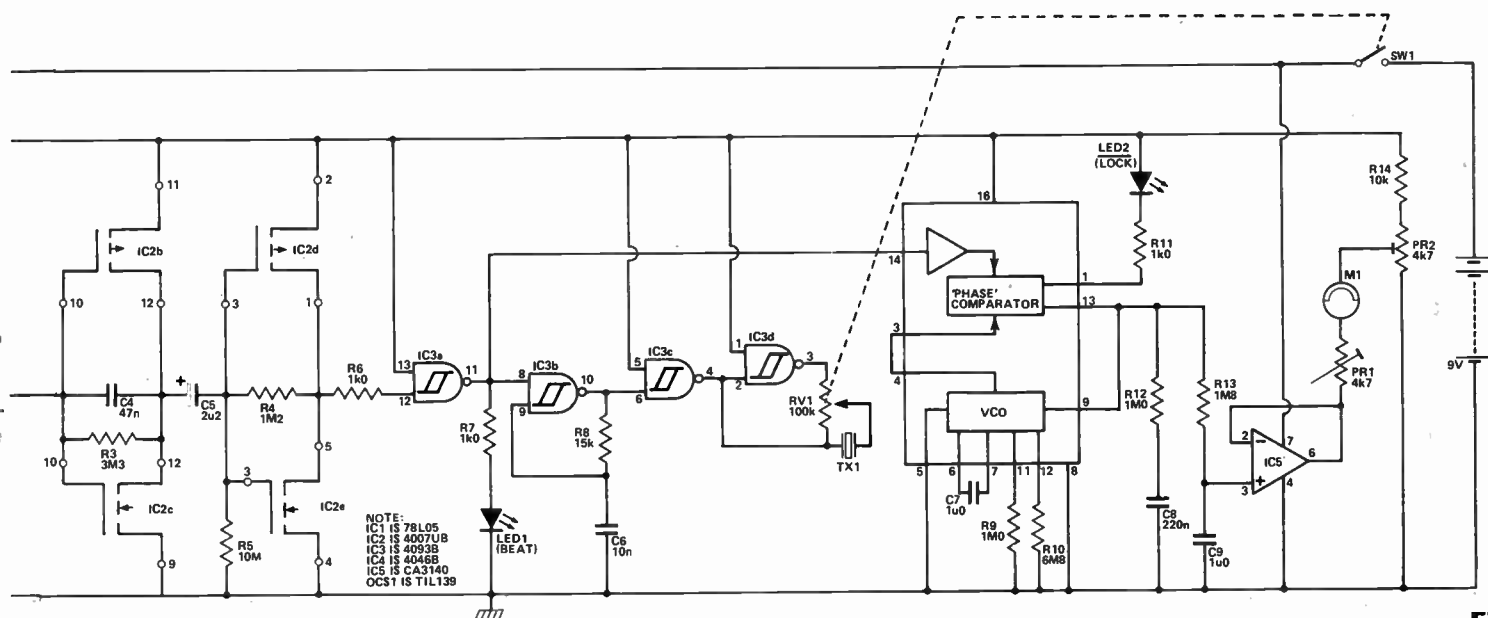 SW1
11
2
LED2
(LOCK)
R14
10k
16
IC2b
IC2d
R11
1k0
PR2
4k7
14
'PHASE'
COMPARATOR
1
13
M1
10
12
3
1
3
IC3a
13
11
12
IC3b
8
10
9
IC3c
5
4
6
IC3d
1
3
2
4
R6
1k0
C4
47n
+
C5
2u2
R4
1M2
R3
3M3
R7
1k0
R8
15k
RV1
100k
TX1
VCO
9
R12
1M0
R13
1M8
PR1
4k7
9V
10
12
5
3
5
6
7
11
12
8
2
−
7
IC5
6
+
3
4
IC2c
IC2e
R5
10M
9
4
NOTE:
IC1 IS 78L05
IC2 IS 4007UB
IC3 IS 4093B
IC4 IS 4046B
IC5 IS CA3140
OCS1 IS TIL139
LED1
(BEAT)
C6
10n
C7
1u0
R9
1M0
R10
6M8
C8
220n
C9
1u0